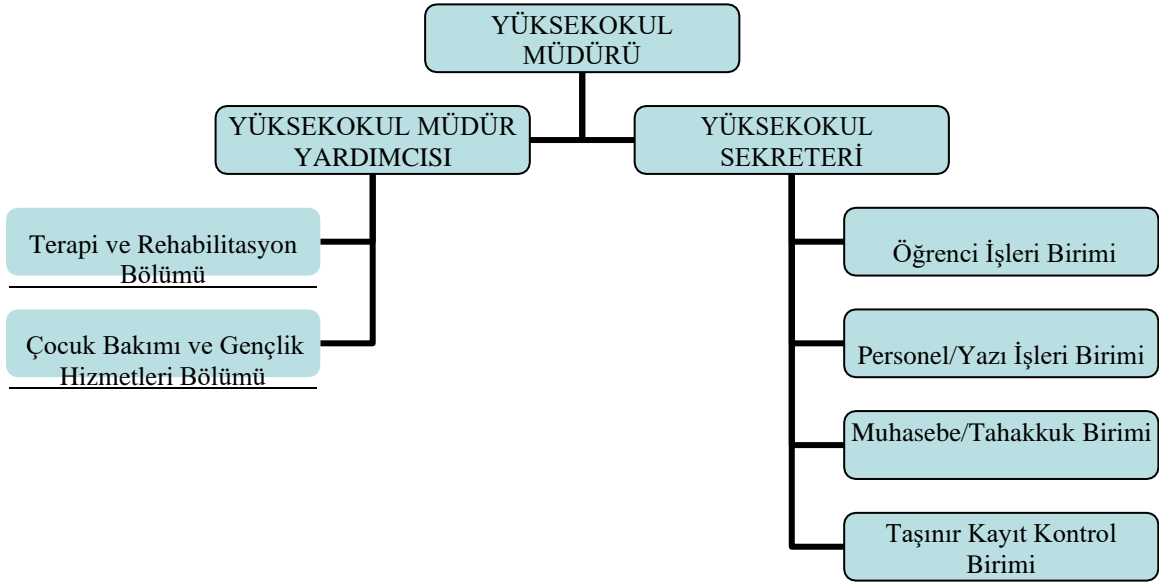 YÜKSEKOKUL
MÜDÜRÜ
YÜKSEKOKUL MÜDÜR
YARDIMCISI
YÜKSEKOKUL
SEKRETERİ
Terapi ve Rehabilitasyon
Bölümü
Çocuk Bakımı ve Gençlik
Hizmetleri Bölümü
Öğrenci İşleri Birimi
Personel/Yazı İşleri Birimi
Muhasebe/Tahakkuk Birimi
Taşınır Kayıt Kontrol
Birimi